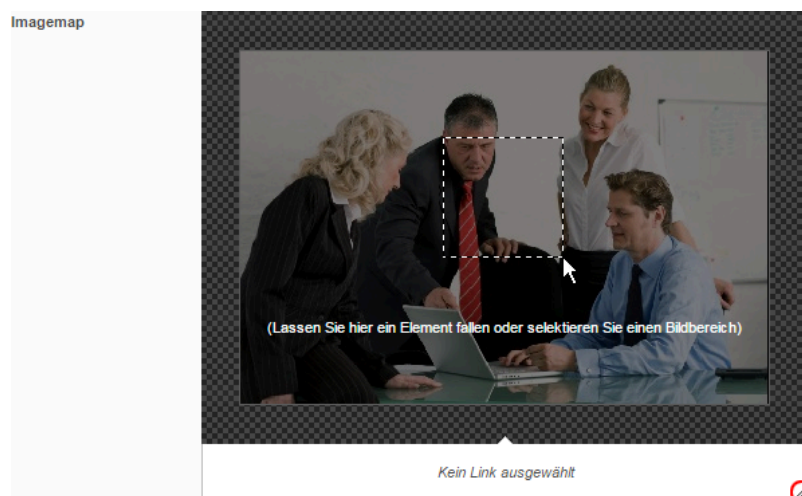 Imagemap
(Lassen Sie hier ein Element fallen oder selektieren Sie einen Bildbereich)
Kein Link ausgewählt